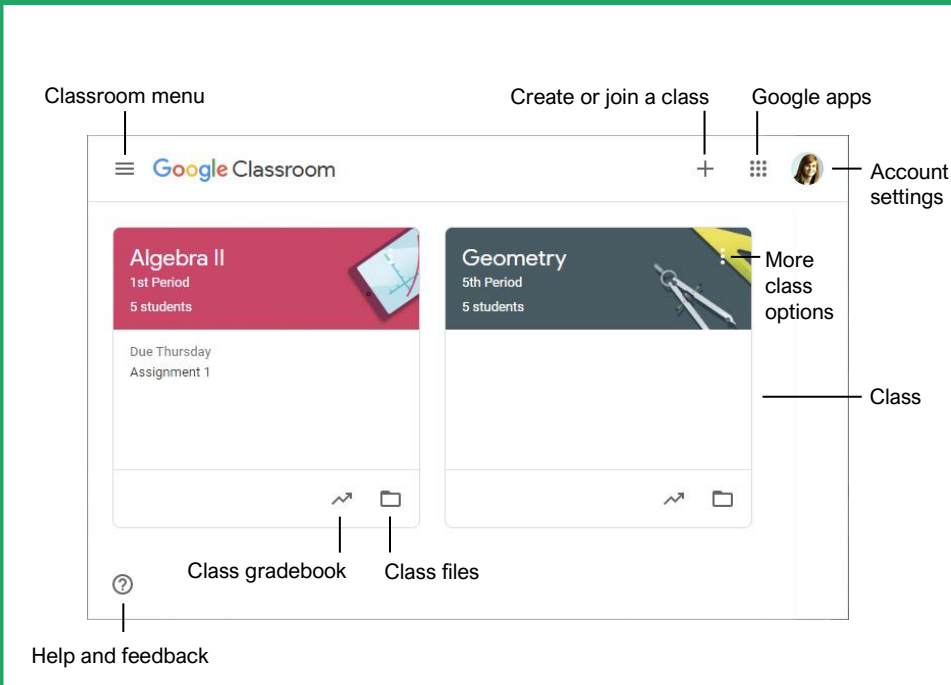 Classroom menu
Create or join a class
Google apps
Google Classroom
Account
settings
Algebra II
1st Period
5 students
Geometry
5th Period
5 students
More
class
options
Due Thursday
Assignment 1
Class
Class gradebook
Class files
Help and feedback